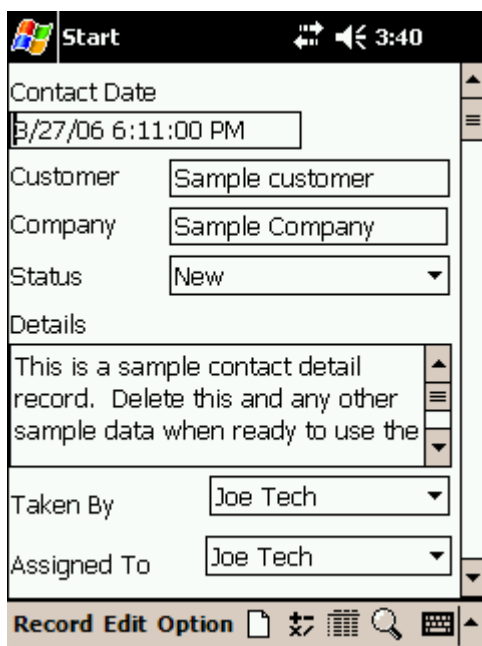 Start 3:40
Contact Date
3/27/06 6:11:00 PM
Customer Sample customer
Company Sample Company
Status New
Details
This is a sample contact detail
record. Delete this and any other
sample data when ready to use the
Taken By Joe Tech
Assigned To Joe Tech
Record Edit Option